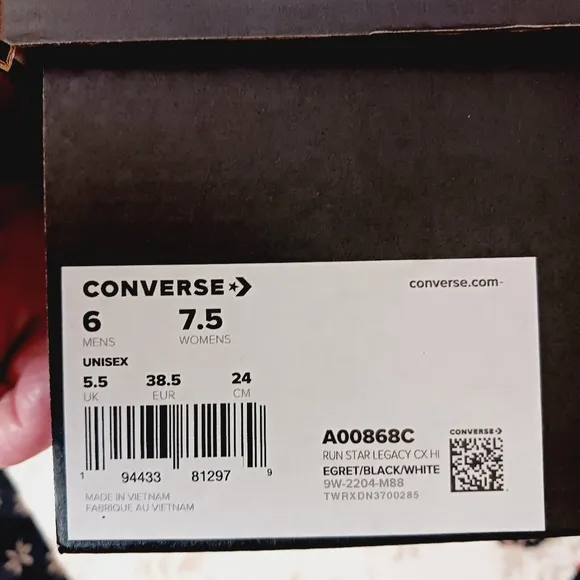 CONVERSE
converse.com
6 7.5
MENS WOMENS
UNISEX
5.5 38.5 24
UK EUR CM
1 94433 81297 9
MADE IN VIETNAM
FABRIQUE AU VIETNAM
A00868C
RUN STAR LEGACY CX HI
EGRET/BLACK/WHITE
9W-2204-M88
TWRXDN3700285
CONVERSE